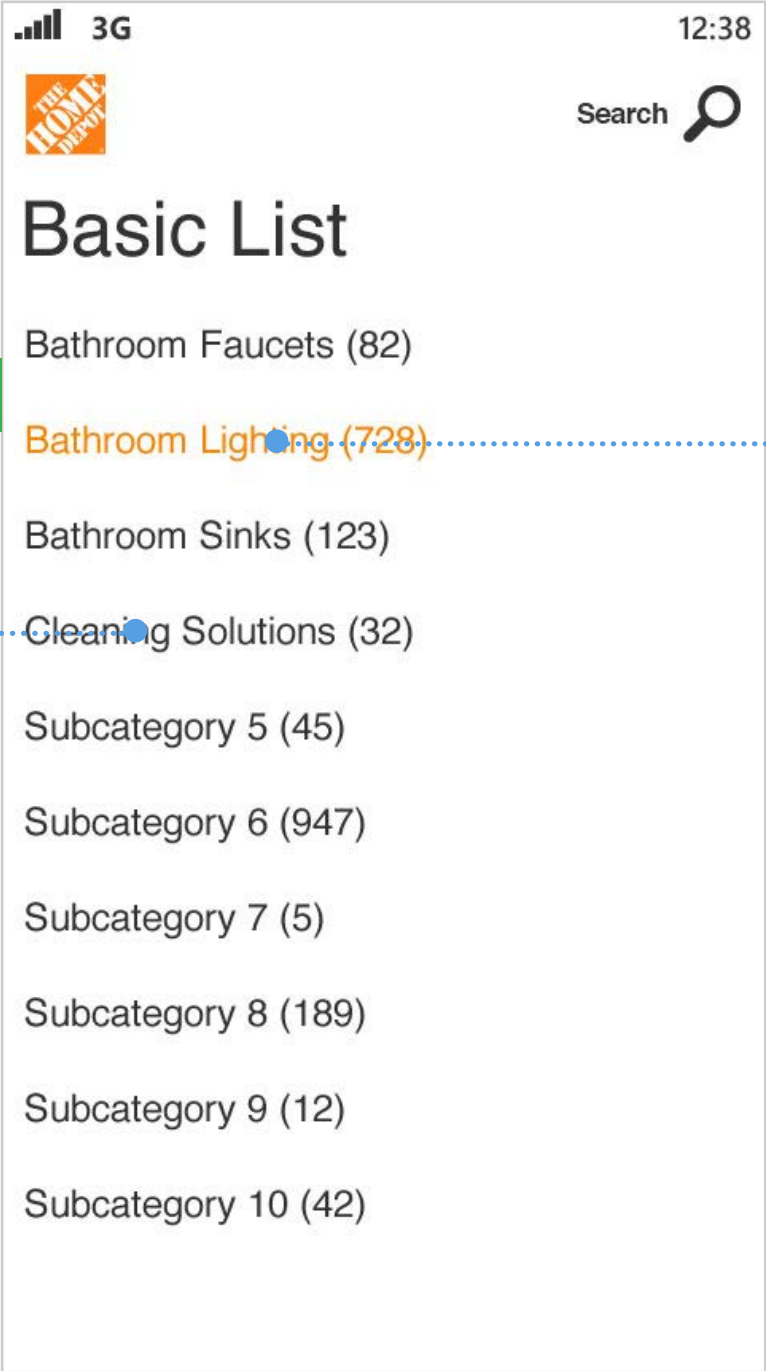 3G 12:38
THE
HOME
DEPOT
Search
Basic List
Bathroom Faucets (82)
Bathroom Lighting (728)
Bathroom Sinks (123)
Cleaning Solutions (32)
Subcategory 5 (45)
Subcategory 6 (947)
Subcategory 7 (5)
Subcategory 8 (189)
Subcategory 9 (12)
Subcategory 10 (42)